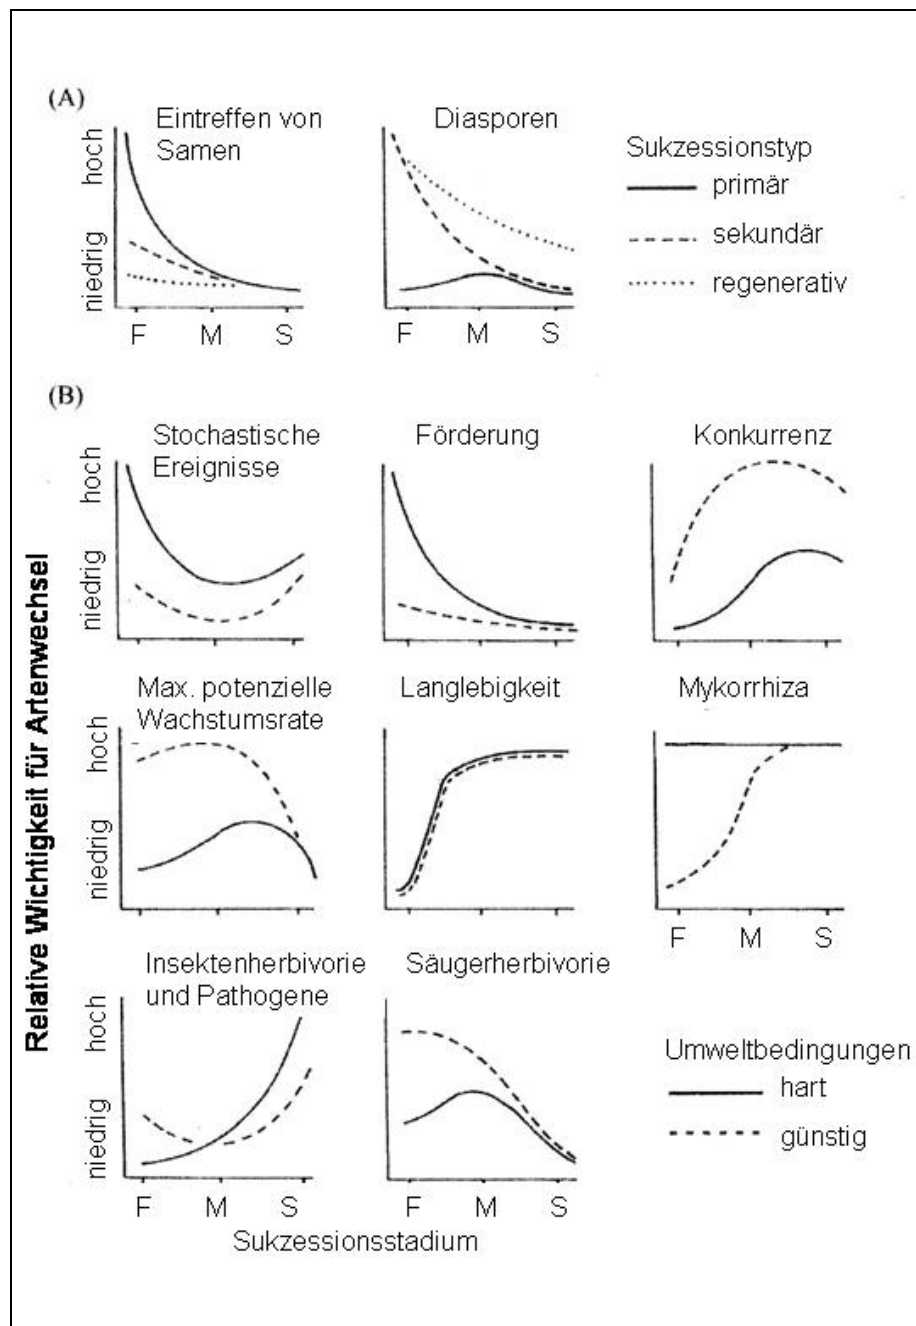 (A)
Eintreffen von
Samen
Diasporen
Sukzessionstyp
primär
sekundär
regenerativ
hoch
niedrig
F M S
F M S
(B)
Stochastische
Ereignisse
Förderung
Konkurrenz
hoch
niedrig
Max. potenzielle
Wachstumsrate
Langlebigkeit
Mykorrhiza
hoch
niedrig
F M S
Insektenherbivorie
und Pathogene
Säugerherbivorie
hoch
niedrig
Umweltbedingungen
hart
günstig
F M S
F M S
Sukzessionsstadium
Relative Wichtigkeit für Artenwechsel